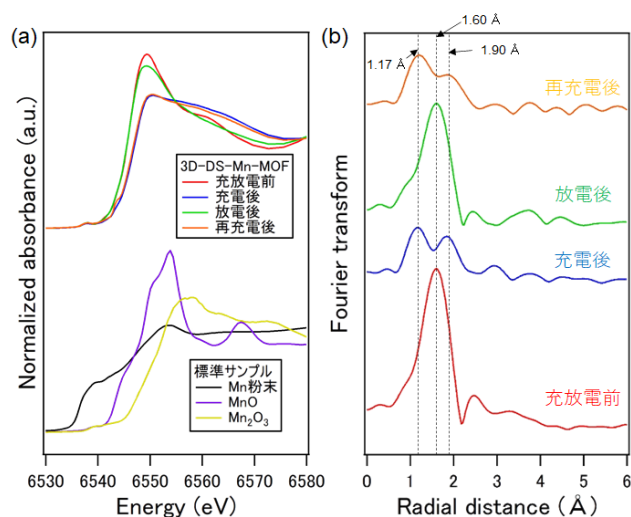 (a)
Normalized absorbance (a.u.)
3D-DS-Mn-MOF
充放電前
充電後
放電後
再充電後
標準サンプル
Mn粉末
MnO
Mn2O3
6530 6540 6550 6560 6570 6580
Energy (eV)
(b)
1.60 Å
1.17 Å
1.90 Å
Fourier transform
再充電後
放電後
充電後
充放電前
0 1 2 3 4 5 6
Radial distance (Å)